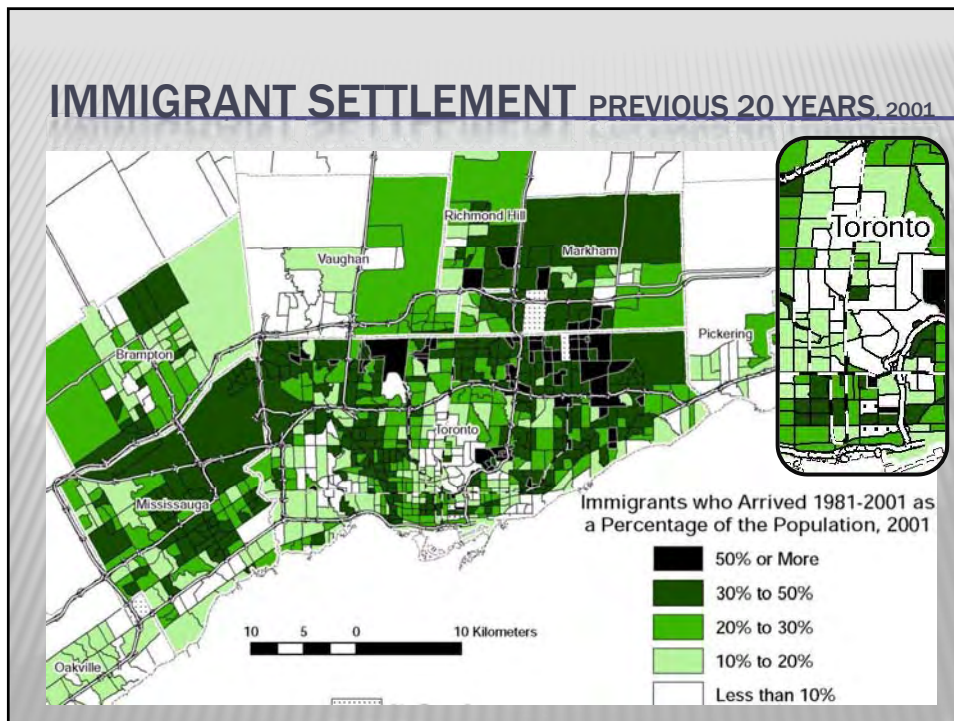 IMMIGRANT SETTLEMENT PREVIOUS 20 YEARS, 2001
Toronto
Richmond Hill
Markham
Vaughan
Pickering
Brampton
Toronto
Mississauga
Oakville
Immigrants who Arrived 1981-2001 as
a Percentage of the Population, 2001
50% or More
30% to 50%
20% to 30%
10% to 20%
Less than 10%
10 5 0 10 Kilometers